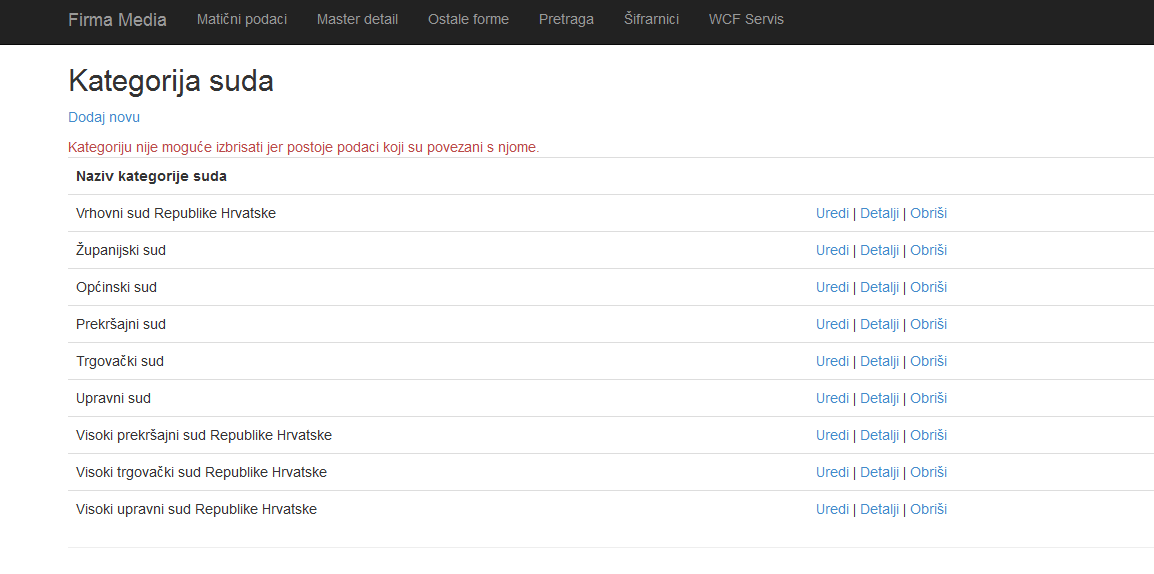 Firma Media Matični podaci Master detail Ostale forme Pretraga Šifrarnici WCF Servis
Kategorija suda
Dodaj novu
Kategoriju nije moguće izbrisati jer postoje podaci koji su povezani s njome.
Naziv kategorije suda
Vrhovni sud Republike Hrvatske Uredi | Detalji | Obriši
Županijski sud Uredi | Detalji | Obriši
Općinski sud Uredi | Detalji | Obriši
Prekršajni sud Uredi | Detalji | Obriši
Trgovački sud Uredi | Detalji | Obriši
Upravni sud Uredi | Detalji | Obriši
Visoki prekršajni sud Republike Hrvatske Uredi | Detalji | Obriši
Visoki trgovački sud Republike Hrvatske Uredi | Detalji | Obriši
Visoki upravni sud Republike Hrvatske Uredi | Detalji | Obriši